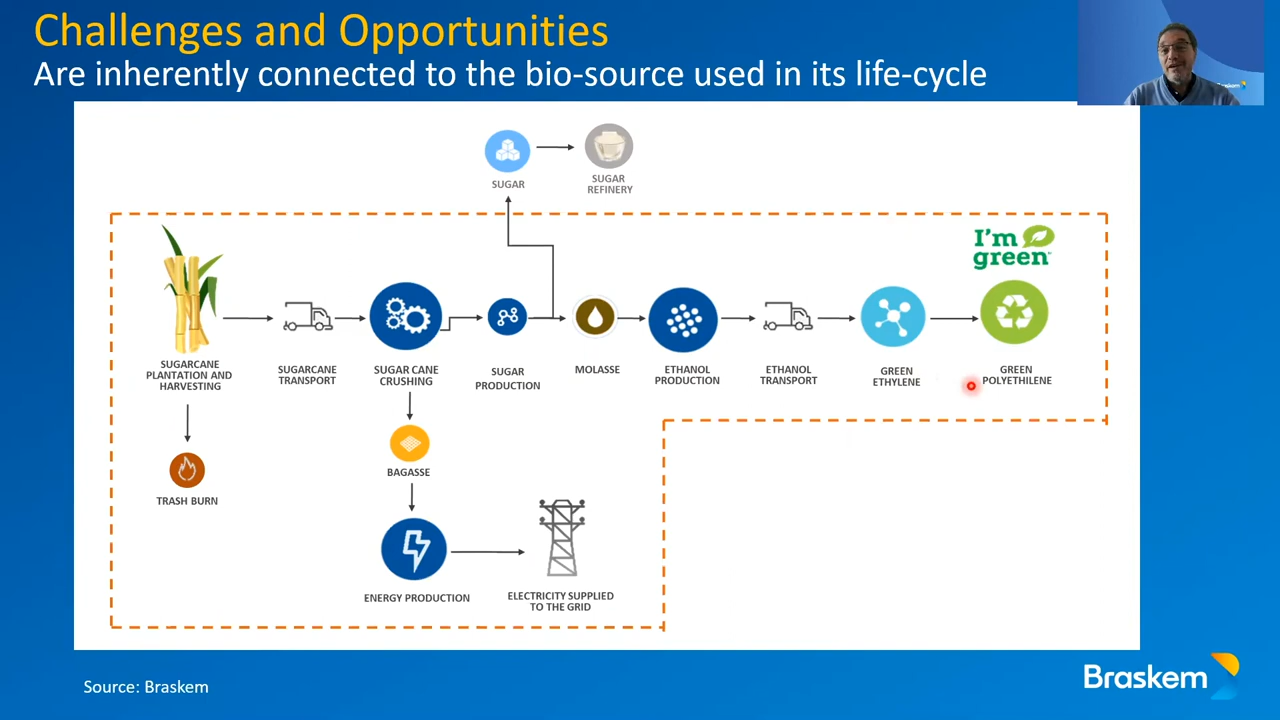 Challenges and Opportunities
Are inherently connected to the bio-source used in its life-cycle
Braskem
SUGAR
SUGAR
REFINERY
I'm
green
SUGARCANE
PLANTATION AND
HARVESTING
SUGARCANE
TRANSPORT
SUGAR CANE
CRUSHING
SUGAR
PRODUCTION
MOLASSE
ETHANOL
PRODUCTION
ETHANOL
TRANSPORT
GREEN
ETHYLENE
GREEN
POLYETHILENE
TRASH BURN
BAGASSE
ENERGY PRODUCTION
ELECTRICITY SUPPLIED
TO THE GRID
Source: Braskem
Braskem